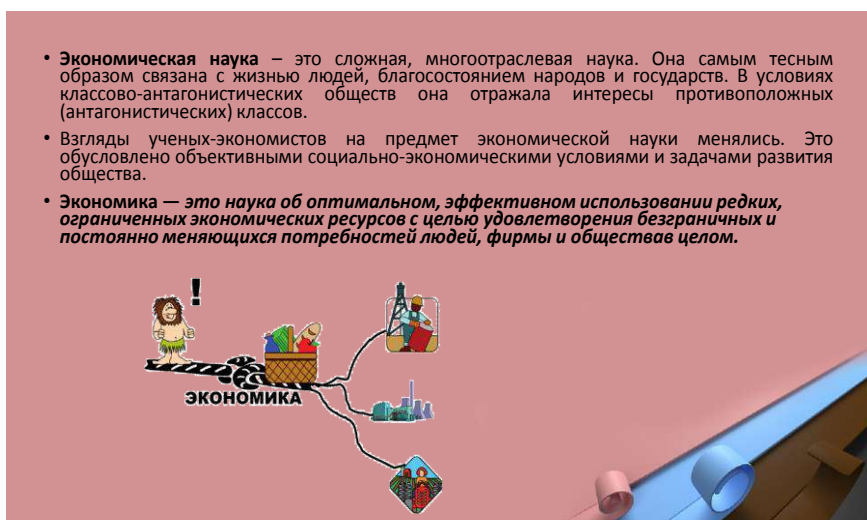 • Экономическая наука – это сложная, многоотраслевая наука. Она самым тесным
образом связана с жизнью людей, благосостоянием народов и государств. В условиях
классово-антагонистических обществ она отражала интересы противоположных
(антагонистических) классов.
• Взгляды ученых-экономистов на предмет экономической науки менялись. Это
обусловлено объективными социально-экономическими условиями и задачами развития
общества.
• Экономика — это наука об оптимальном, эффективном использовании редких,
ограниченных экономических ресурсов с целью удовлетворения безграничных и
постоянно меняющихся потребностей людей, фирмы и обществав целом.
!
ЭКОНОМИКА